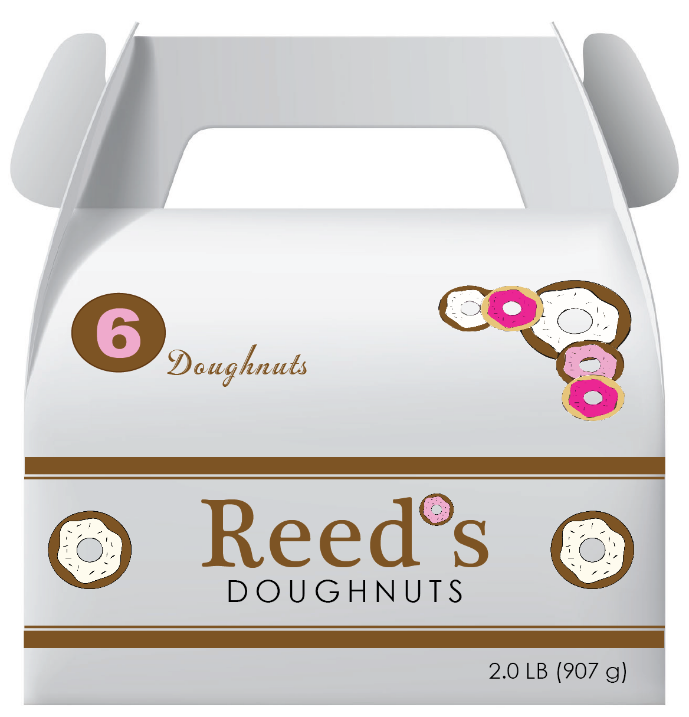 6
Doughnuts
Reed's
DOUGHNUTS
2.0 LB (907 g)